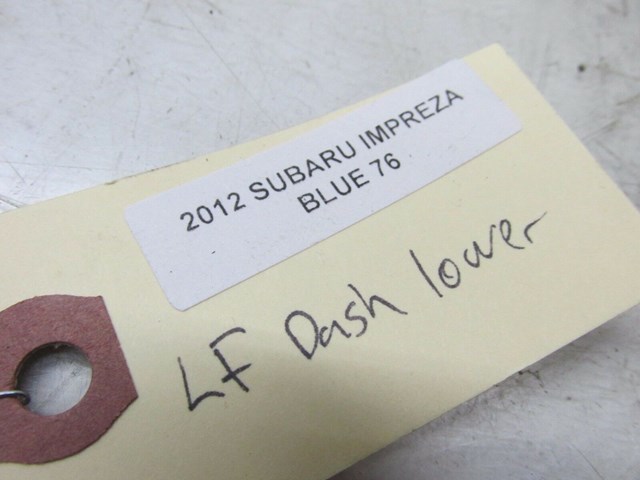 2012 SUBARU IMPREZA
BLUE 76
LF Dash lower